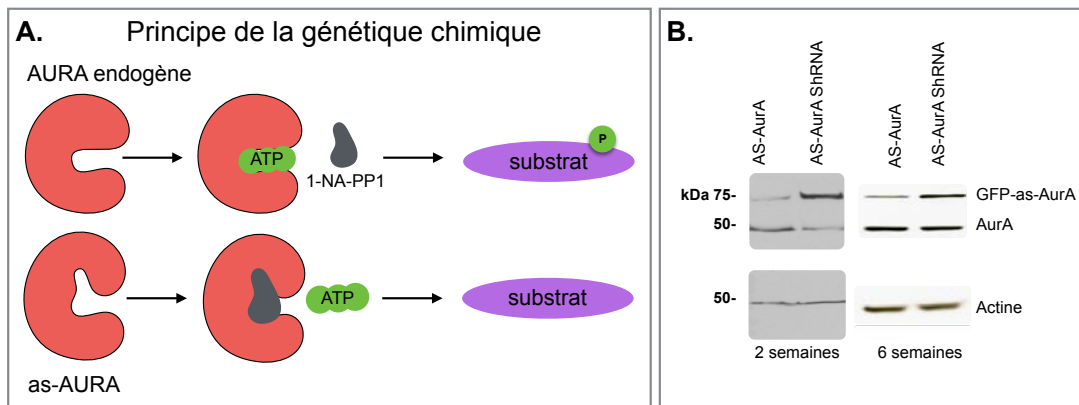 A. Principe de la génétique chimique
AURA endogène
ATP
1-NA-PP1
P
substrat
ATP
substrat
as-AURA
B.
AS-AurA
AS-AurA ShRNA
AS-AurA
AS-AurA ShRNA
kDa 75-
GFP-as-AurA
50-
AurA
50-
Actine
2 semaines
6 semaines